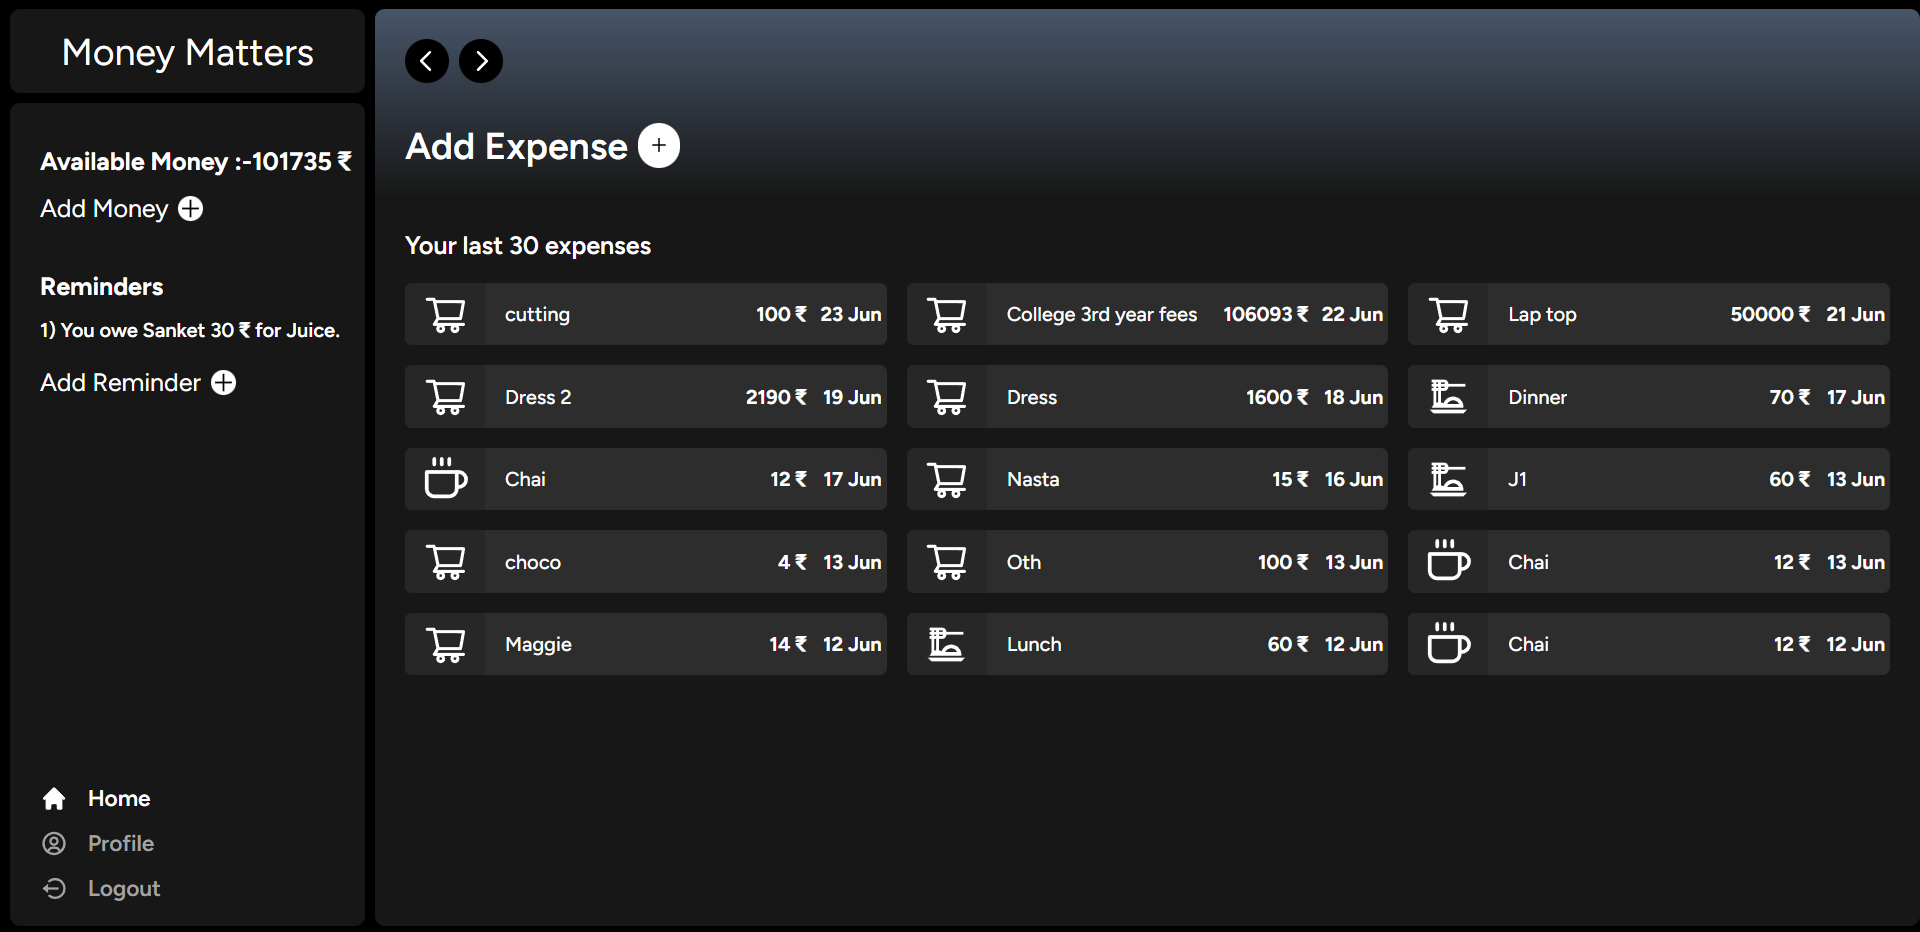 Money Matters
Available Money :-101735 ₹
Add Money
Reminders
1) You owe Sanket 30 ₹ for Juice.
Add Reminder
Home
Profile
Logout
Add Expense
Your last 30 expenses
cutting 100 ₹ 23 Jun
College 3rd year fees 106093 ₹ 22 Jun
Lap top 50000 ₹ 21 Jun
Dress 2 2190 ₹ 19 Jun
Dress 1600 ₹ 18 Jun
Dinner 70 ₹ 17 Jun
Chai 12 ₹ 17 Jun
Nasta 15 ₹ 16 Jun
J1 60 ₹ 13 Jun
choco 4 ₹ 13 Jun
Oth 100 ₹ 13 Jun
Chai 12 ₹ 13 Jun
Maggie 14 ₹ 12 Jun
Lunch 60 ₹ 12 Jun
Chai 12 ₹ 12 Jun